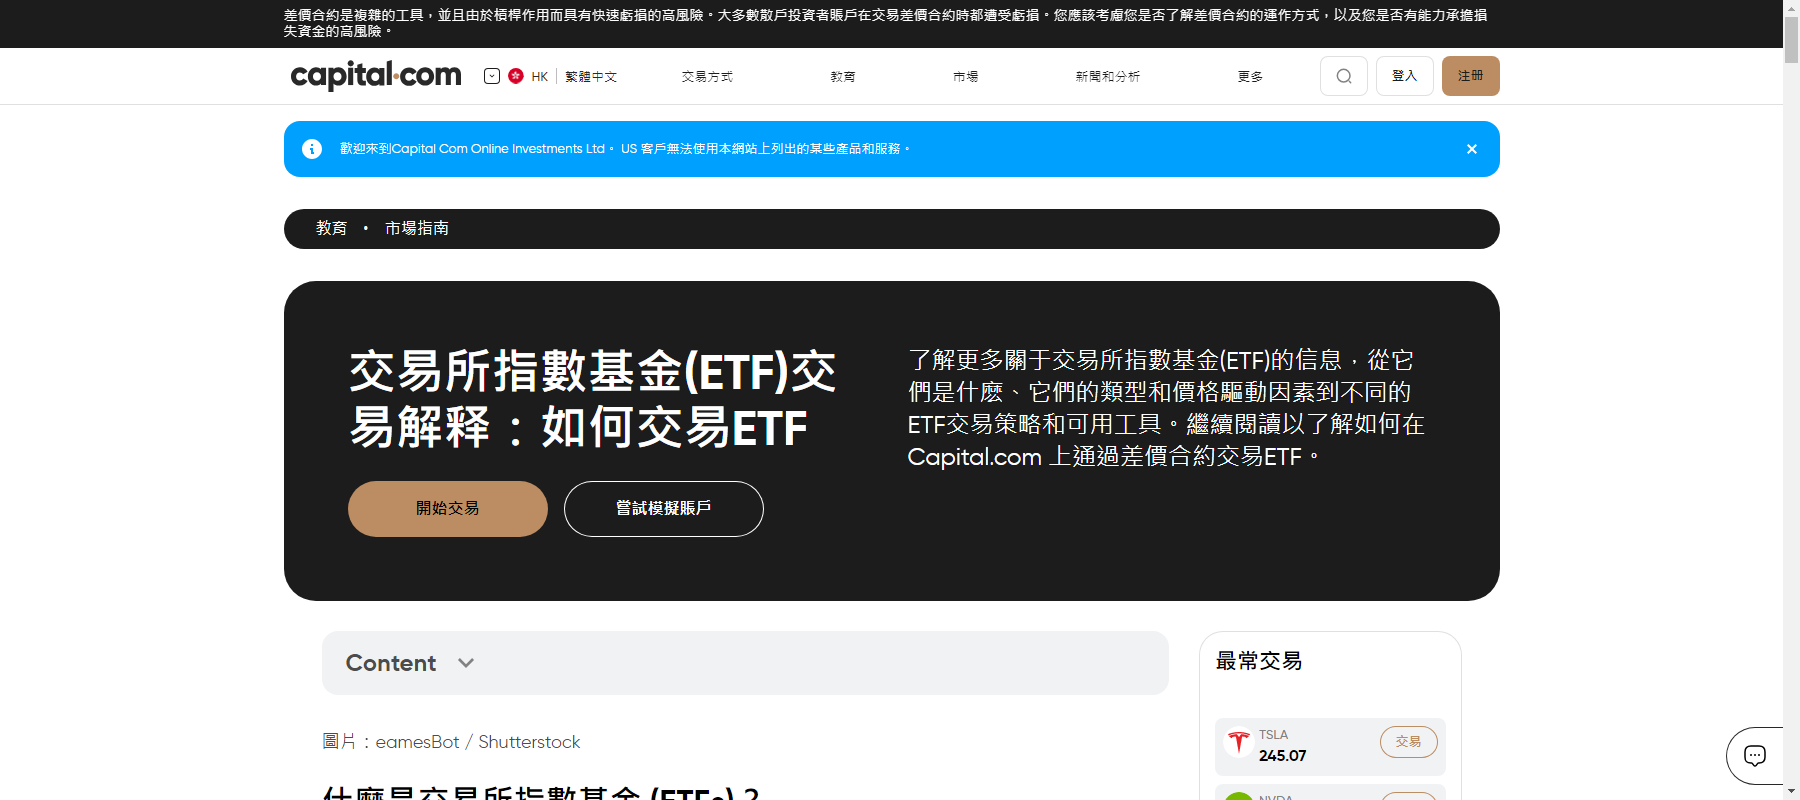 差價合約是複雜的工具，並且由於槓桿作用而具有快速虧損的高風險。大多數散戶投資者賬戶在交易差價合約時都遭受虧損。您應該考慮您是否了解差價合約的運作方式，以及您是否有能力承擔損
失資金的高風險。
capital.com
HK 繁體中文 交易方式 教育 市場 新聞和分析 更多 登入 注册
歡迎來到Capital Com Online Investments Ltd。 US 客戶無法使用本網站上列出的某些產品和服務。
教育 • 市場指南
交易所指數基金(ETF)交
易解释：如何交易ETF
了解更多關于交易所指數基金(ETF)的信息，從它
們是什麽、它們的類型和價格驅動因素到不同的
ETF交易策略和可用工具。繼續閱讀以了解如何在
Capital.com 上通過差價合約交易ETF。
開始交易 嘗試模擬賬戶
Content
最常交易
TSLA
245.07
交易
圖片：eamesBot / Shutterstock
什麼是交易所指數基金 (ETFs)？
NVDA